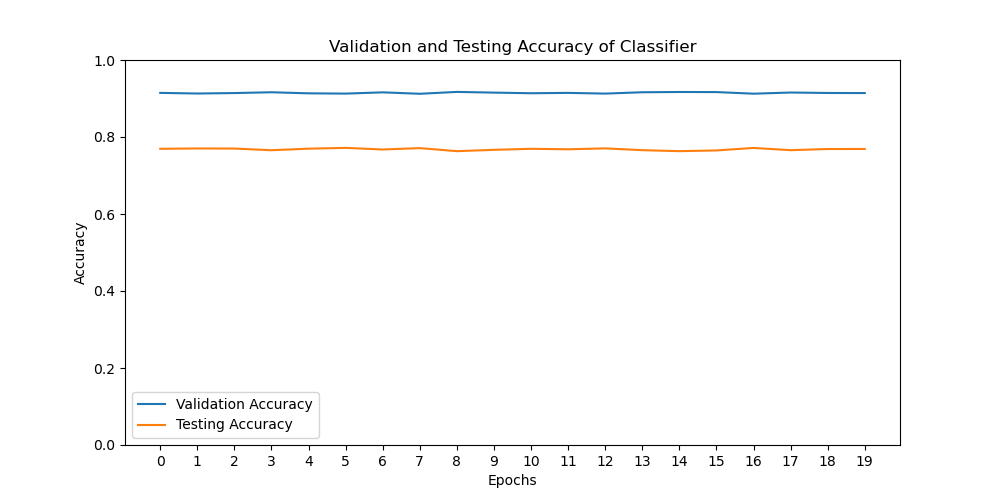 Validation and Testing Accuracy of Classifier
1.0
0.8
0.6
0.4
0.2
0.0
Accuracy
Validation Accuracy
Testing Accuracy
0 1 2 3 4 5 6 7 8 9 10 11 12 13 14 15 16 17 18 19
Epochs